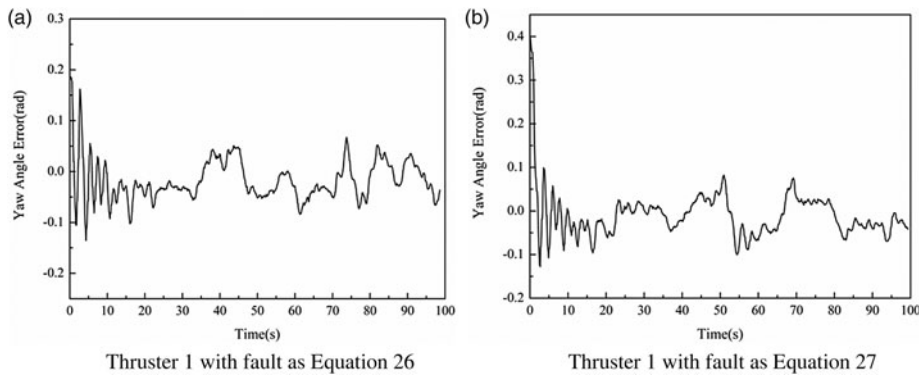 (a)
0.3
0.2
0.1
0.0
-0.1
-0.2
Yaw Angle Error(rad)
0 10 20 30 40 50 60 70 80 90 100
Time(s)
Thruster 1 with fault as Equation 26
(b)
0.4
0.3
0.2
0.1
0.0
-0.1
-0.2
Yaw Angle Error(rad)
0 10 20 30 40 50 60 70 80 90 100
Time(s)
Thruster 1 with fault as Equation 27